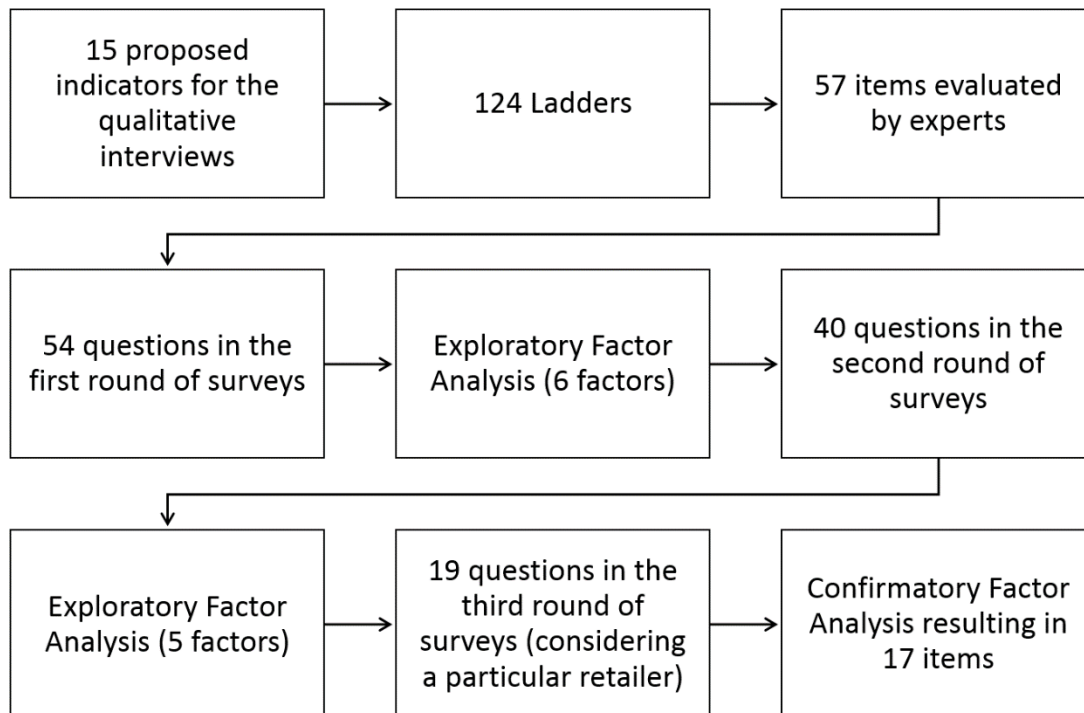 15 proposed
indicators for the
qualitative
interviews
124 Ladders
57 items evaluated
by experts
54 questions in the
first round of surveys
Exploratory Factor
Analysis (6 factors)
40 questions in the
second round of
surveys
Exploratory Factor
Analysis (5 factors)
19 questions in the
third round of
surveys (considering
a particular retailer)
Confirmatory Factor
Analysis resulting in
17 items